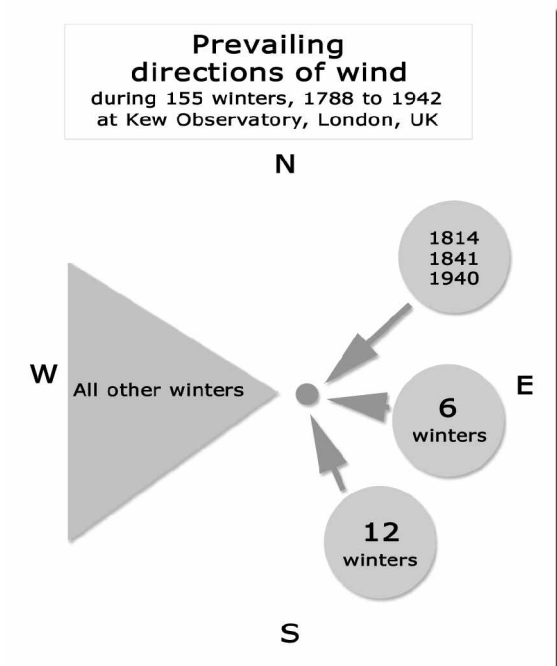 Prevailing
directions of wind
during 155 winters, 1788 to 1942
at Kew Observatory, London, UK
N
1814
1841
1940
W
All other winters
E
6
winters
12
winters
S